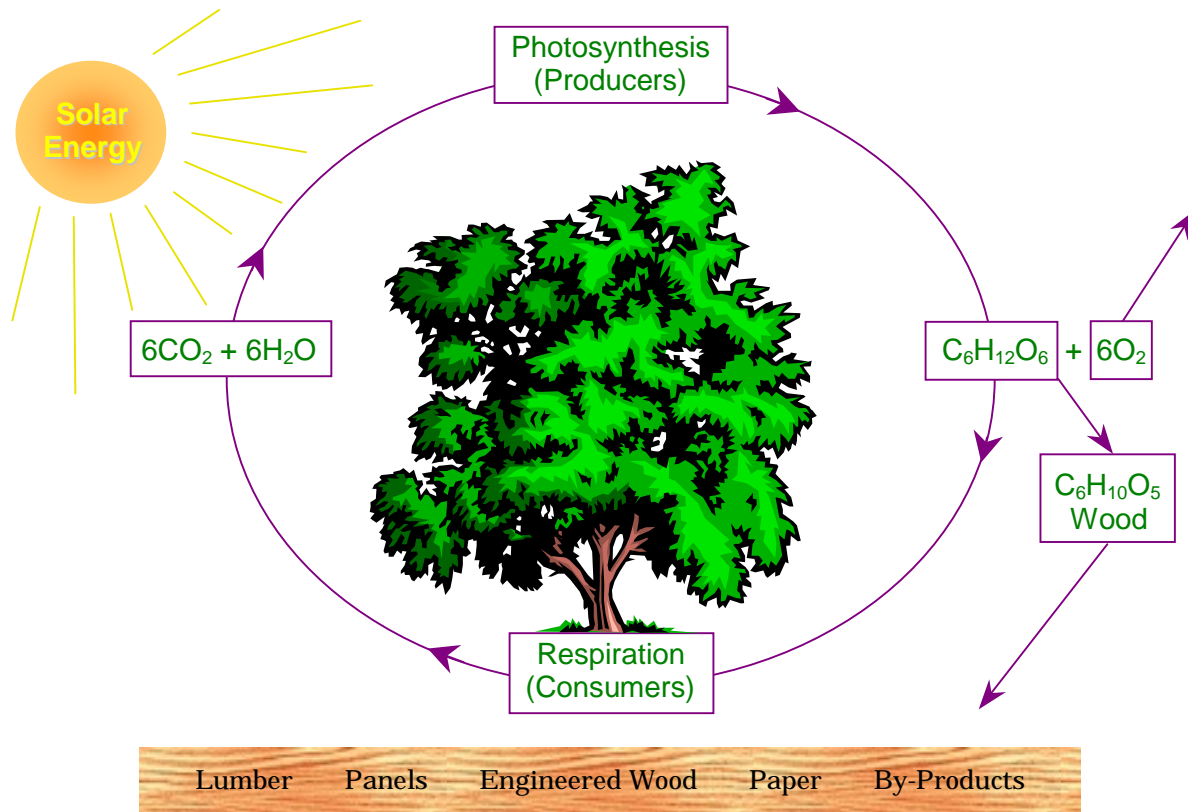 Photosynthesis
(Producers)
Solar
Energy
6CO₂ + 6H₂O
C₆H₁₂O₆ + 6O₂
C₆H₁₀O₅
Wood
Respiration
(Consumers)
Lumber Panels Engineered Wood Paper By-Products